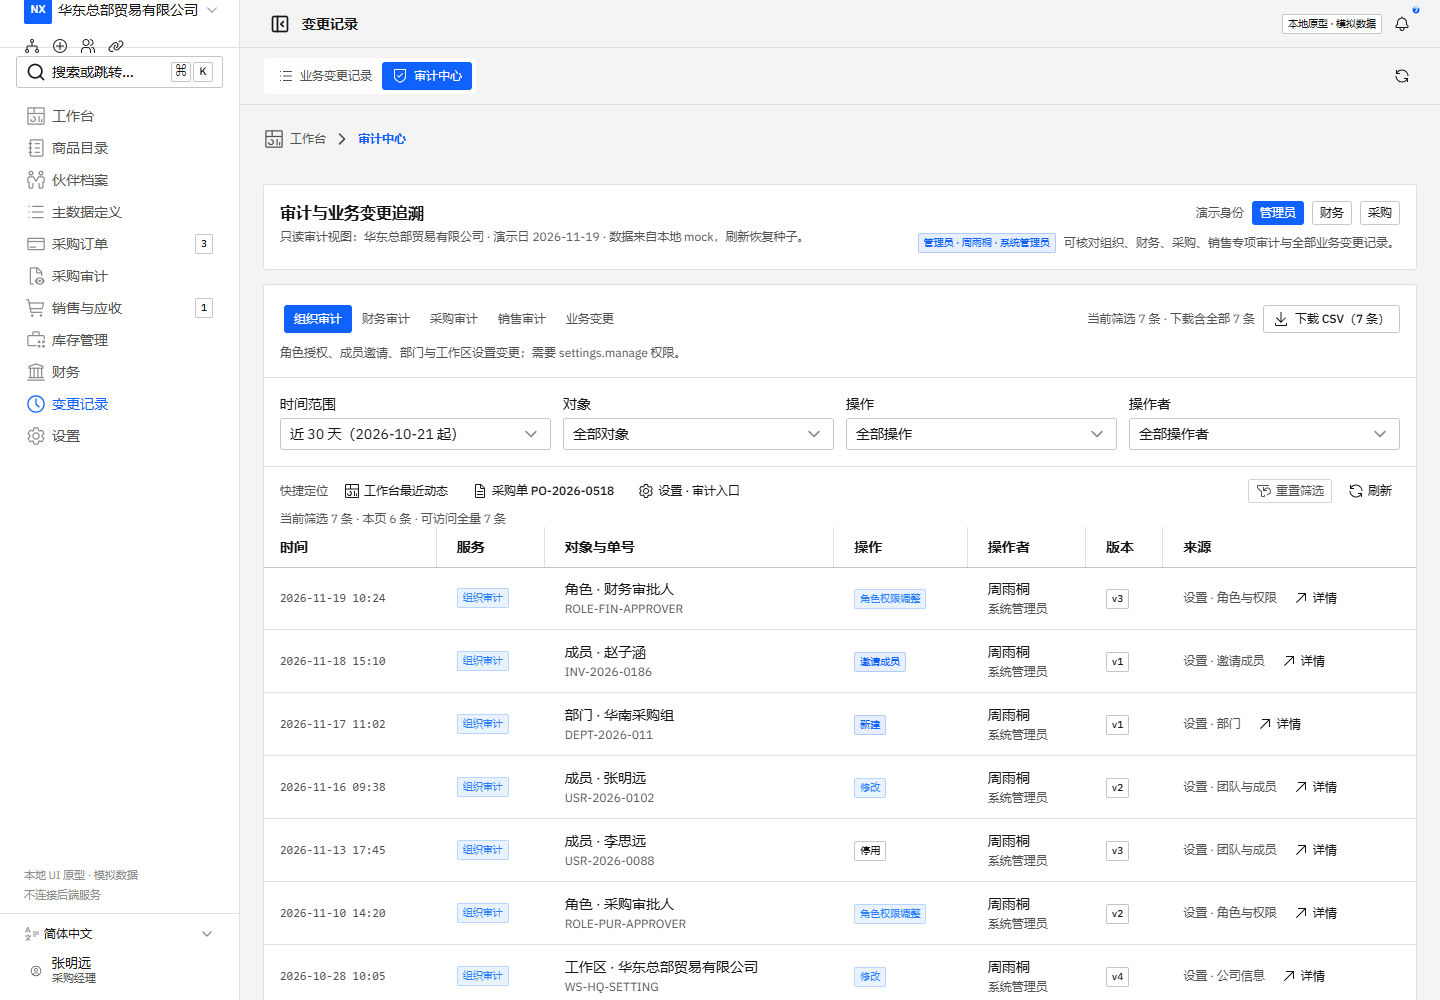 NX 华东总部贸易有限公司
搜索或跳转... ⌘ K
工作台
商品目录
伙伴档案
主数据定义
采购订单 3
采购审计
销售与应收 1
库存管理
财务
变更记录
设置
本地 UI 原型 · 模拟数据
不连接后端服务
简体中文
张明远
采购经理
变更记录
本地原型 · 模拟数据
?
业务变更记录 审计中心
工作台 审计中心
审计与业务变更追溯
只读审计视图：华东总部贸易有限公司 · 演示日 2026-11-19 · 数据来自本地 mock，刷新恢复种子。
演示身份 管理员 财务 采购
管理员 · 周雨桐 · 系统管理员 可核对组织、财务、采购、销售专项审计与全部业务变更记录。
组织审计 财务审计 采购审计 销售审计 业务变更
当前筛选 7 条 · 下载含全部 7 条 下载 CSV（7 条）
角色授权、成员邀请、部门与工作区设置变更；需要 settings.manage 权限。
时间范围 对象 操作 操作者
近 30 天（2026-10-21 起） 全部对象 全部操作 全部操作者
快捷定位 工作台最近动态 采购单 PO-2026-0518 设置 · 审计入口 重置筛选 刷新
当前筛选 7 条 · 本页 6 条 · 可访问全量 7 条
时间 服务 对象与单号 操作 操作者 版本 来源
2026-11-19 10:24 组织审计 角色 · 财务审批人 角色权限调整 周雨桐 v3 设置 · 角色与权限 详情
ROLE-FIN-APPROVER 系统管理员
2026-11-18 15:10 组织审计 成员 · 赵子涵 邀请成员 周雨桐 v1 设置 · 邀请成员 详情
INV-2026-0186 系统管理员
2026-11-17 11:02 组织审计 部门 · 华南采购组 新建 周雨桐 v1 设置 · 部门 详情
DEPT-2026-011 系统管理员
2026-11-16 09:38 组织审计 成员 · 张明远 修改 周雨桐 v2 设置 · 团队与成员 详情
USR-2026-0102 系统管理员
2026-11-13 17:45 组织审计 成员 · 李思远 停用 周雨桐 v3 设置 · 团队与成员 详情
USR-2026-0088 系统管理员
2026-11-10 14:20 组织审计 角色 · 采购审批人 角色权限调整 周雨桐 v2 设置 · 角色与权限 详情
ROLE-PUR-APPROVER 系统管理员
2026-10-28 10:05 组织审计 工作区 · 华东总部贸易有限公司 修改 周雨桐 v4 设置 · 公司信息 详情
WS-HQ-SETTING 系统管理员